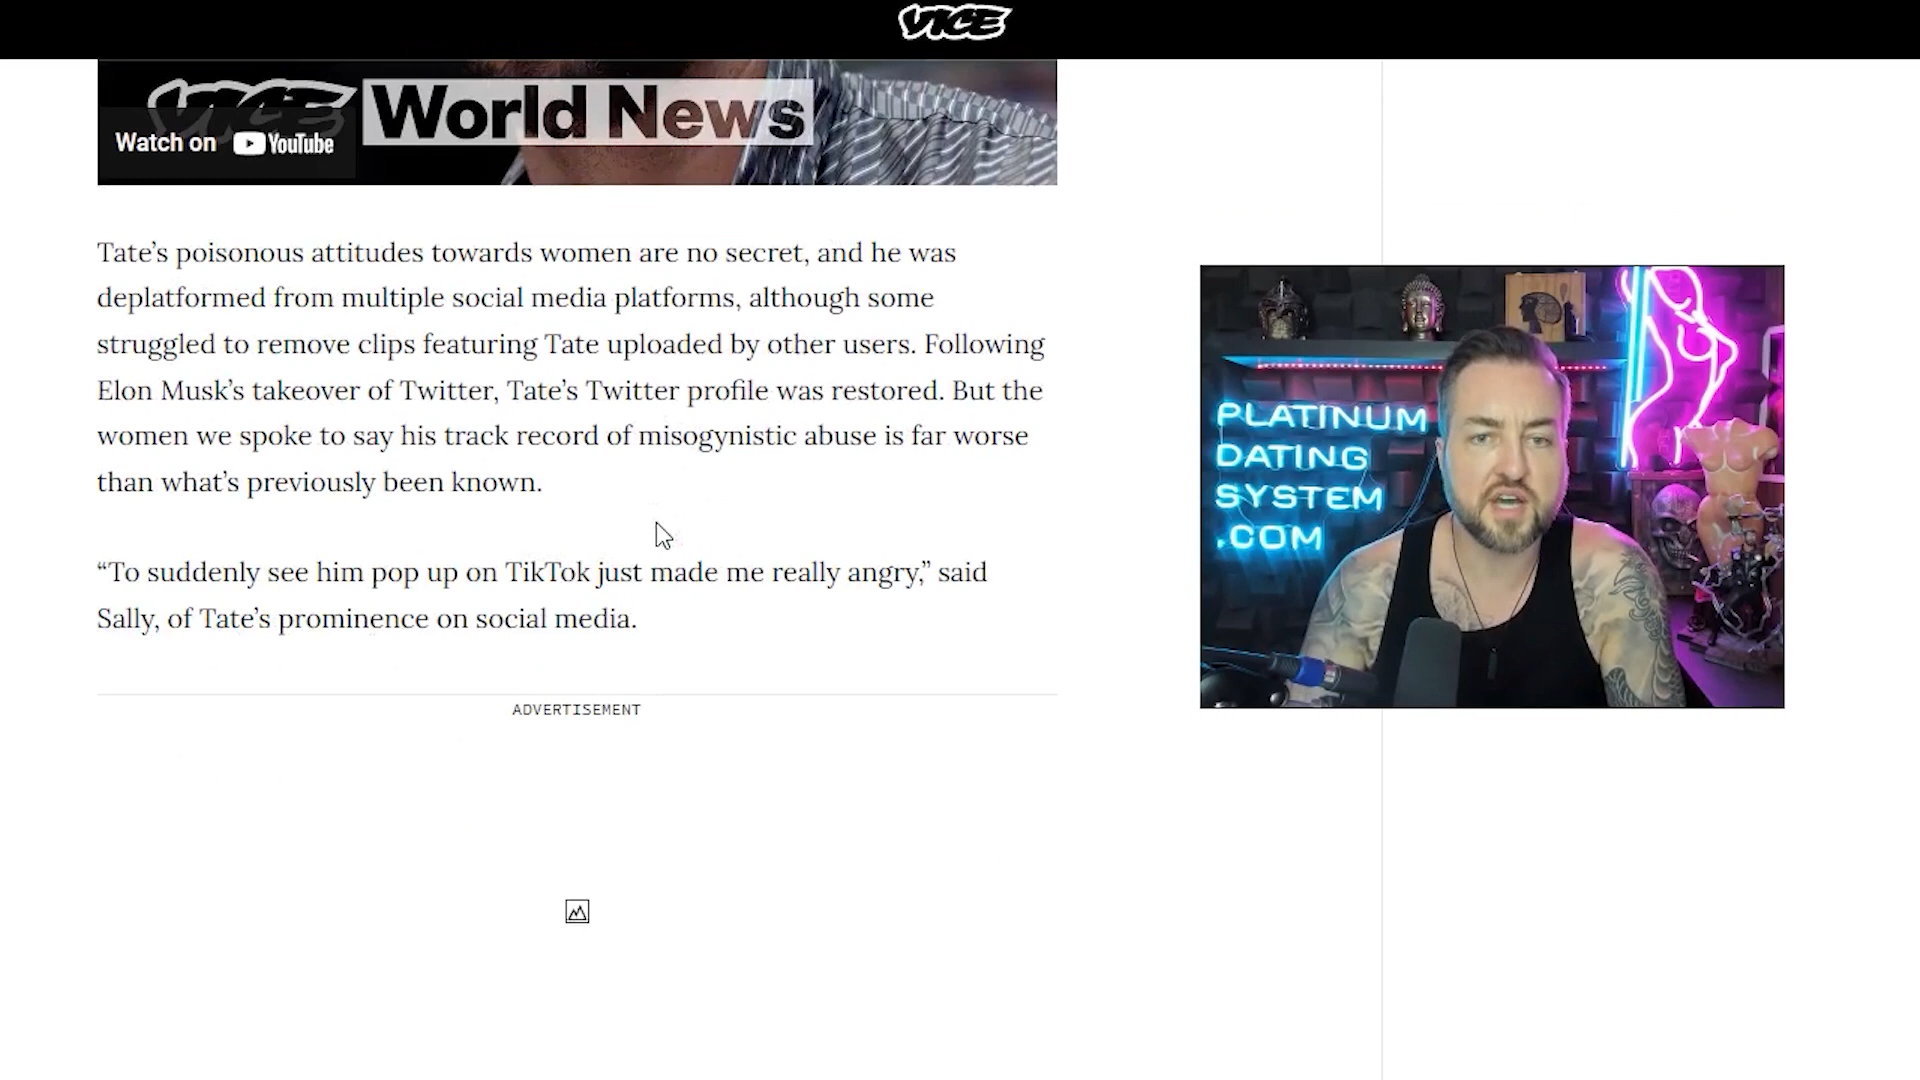 VICE
VICE World News
Watch on YouTube
Tate’s poisonous attitudes towards women are no secret, and he was
deplatformed from multiple social media platforms, although some
struggled to remove clips featuring Tate uploaded by other users. Following
Elon Musk’s takeover of Twitter, Tate’s Twitter profile was restored. But the
women we spoke to say his track record of misogynistic abuse is far worse
than what’s previously been known.
“To suddenly see him pop up on TikTok just made me really angry,” said
Sally, of Tate’s prominence on social media.
ADVERTISEMENT
PLATINUM
DATING
SYSTEM
.COM